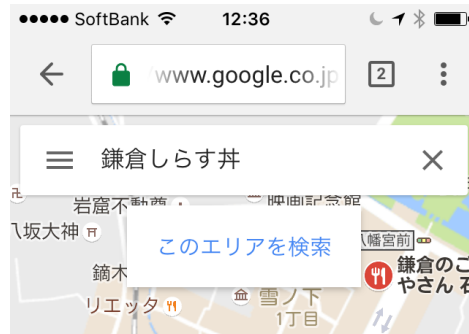 SoftBank 12:36
www.google.co.jp 2
鎌倉しらす丼
岩窟不動尊
映画記念館
八坂大神
このエリアを検索
八幡宮前
鎌倉のご
やさん 石
鏑木
リエッタ
雪ノ下
1丁目